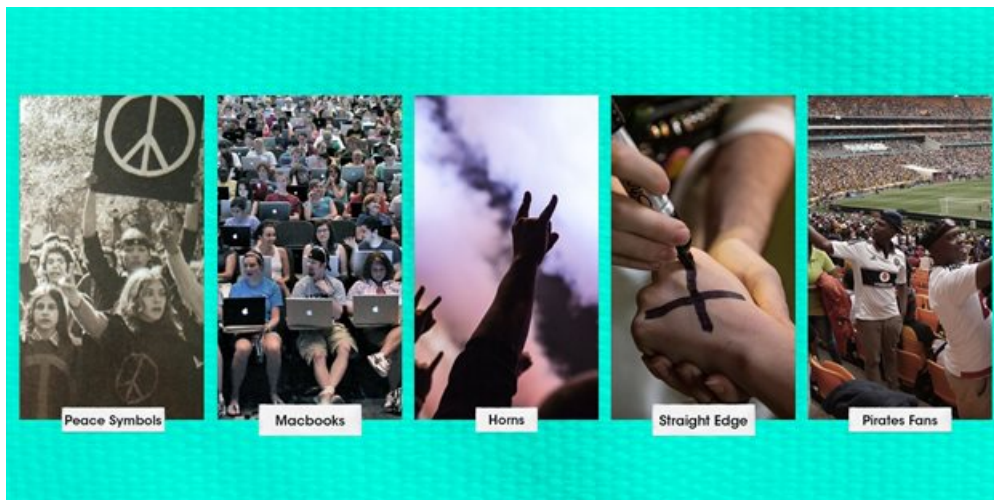 Peace Symbols
Macbooks
Horns
Straight Edge
Pirates Fans